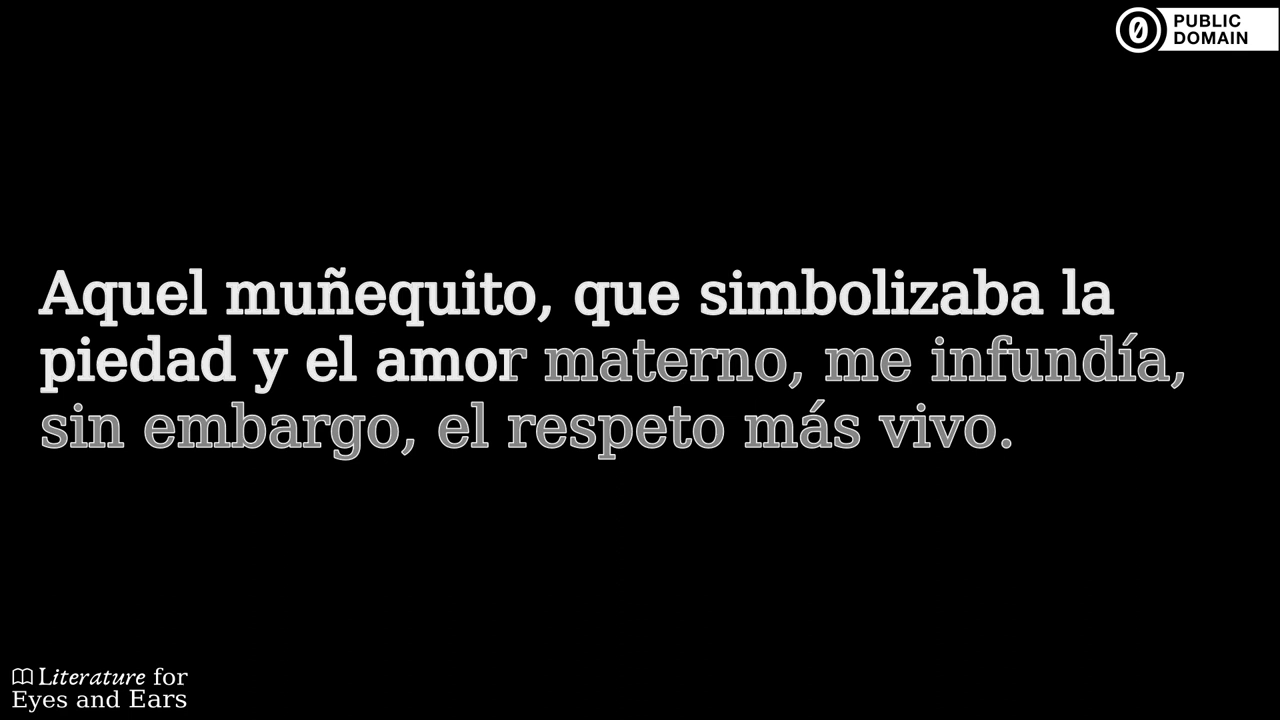 PUBLIC
DOMAIN
Aquel muñequito, que simbolizaba la
piedad y el amor materno, me infundía,
sin embargo, el respeto más vivo.
Literature for
Eyes and Ears